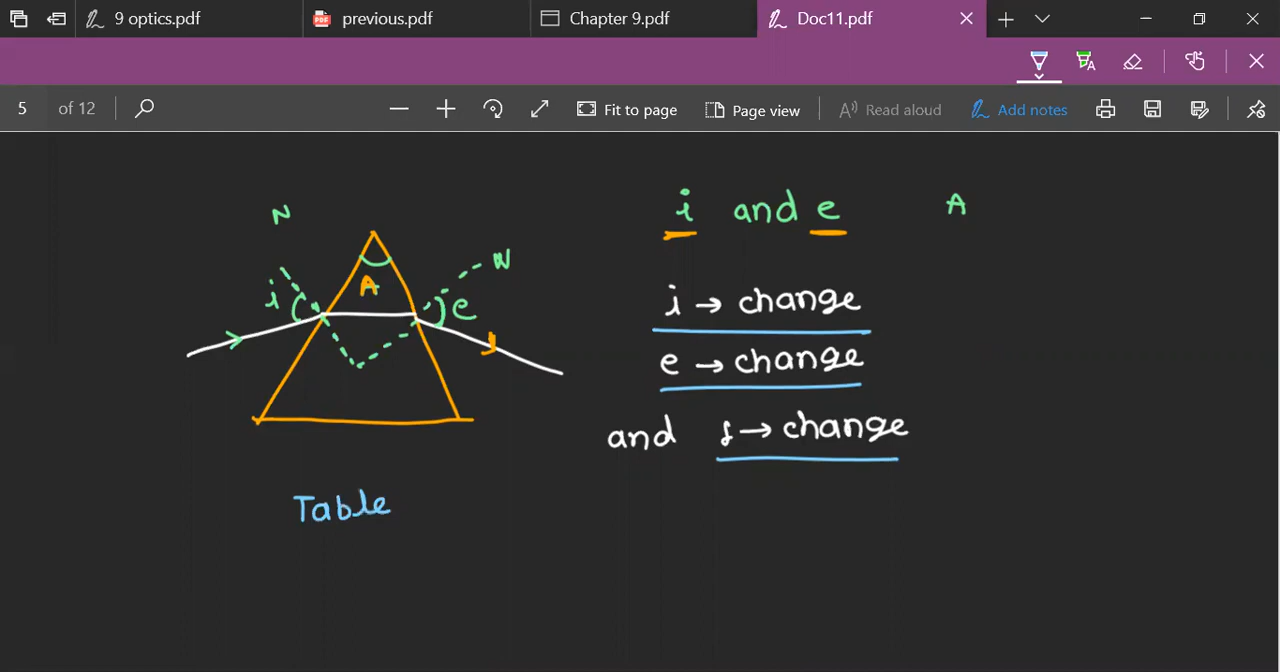 9 optics.pdf previous.pdf Chapter 9.pdf Doc11.pdf
5 of 12 Fit to page Page view Read aloud Add notes
N
i and e A
N
A
i e
i → change
e → change
and δ → change
Table